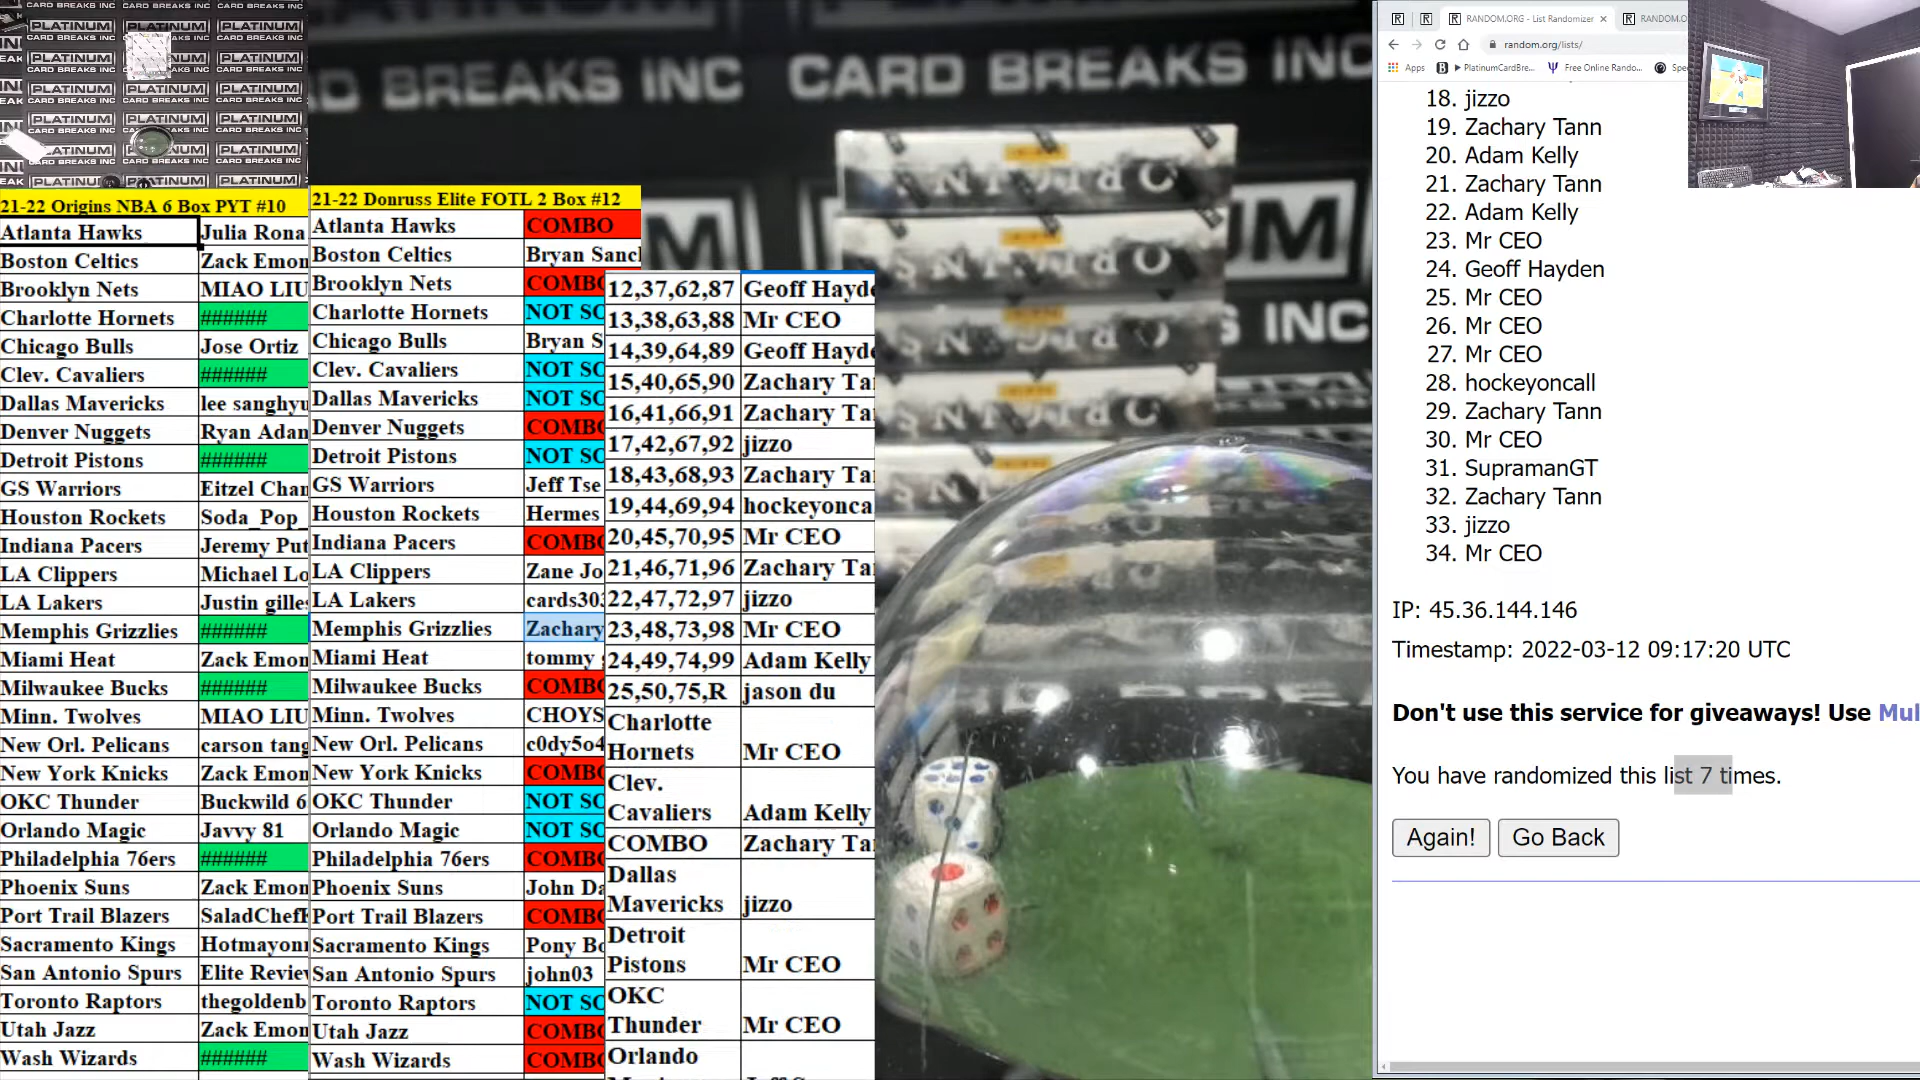 PLATINUM
CARD BREAKS INC
D BREAKS INC CARD BREAKS INC
21-22 Origins NBA 6 Box PYT #10
Atlanta Hawks Julia Rona
Boston Celtics Zack Emon
Brooklyn Nets MIAO LIU
Charlotte Hornets ######
Chicago Bulls Jose Ortiz
Clev. Cavaliers ######
Dallas Mavericks lee sanghyu
Denver Nuggets Ryan Adan
Detroit Pistons ######
GS Warriors Eitzel Chan
Houston Rockets Soda_Pop_
Indiana Pacers Jeremy Put
LA Clippers Michael Lo
LA Lakers Justin gilles
Memphis Grizzlies ######
Miami Heat Zack Emon
Milwaukee Bucks ######
Minn. Twolves MIAO LIU
New Orl. Pelicans carson tang
New York Knicks Zack Emon
OKC Thunder Buckwild 6
Orlando Magic Javvy 81
Philadelphia 76ers ######
Phoenix Suns Zack Emon
Port Trail Blazers SaladChef
Sacramento Kings Hotmayon
San Antonio Spurs Elite Review
Toronto Raptors thegoldenb
Utah Jazz Zack Emon
Wash Wizards ######
21-22 Donruss Elite FOTL 2 Box #12
Atlanta Hawks COMBO
Boston Celtics Bryan Sanc
Brooklyn Nets COMBO
Charlotte Hornets NOT SO
Chicago Bulls Bryan S
Clev. Cavaliers NOT SO
Dallas Mavericks NOT SO
Denver Nuggets COMBO
Detroit Pistons NOT SO
GS Warriors Jeff Tse
Houston Rockets Hermes
Indiana Pacers COMBO
LA Clippers Zane Jo
LA Lakers cards303
Memphis Grizzlies Zachary
Miami Heat tommy
Milwaukee Bucks COMBO
Minn. Twolves CHOYS
New Orl. Pelicans c0dy5o4
New York Knicks COMBO
OKC Thunder NOT SO
Orlando Magic NOT SO
Philadelphia 76ers COMBO
Phoenix Suns John Da
Port Trail Blazers COMBO
Sacramento Kings Pony Bo
San Antonio Spurs john03
Toronto Raptors NOT SO
Utah Jazz COMBO
Wash Wizards COMBO
12,37,62,87 Geoff Hayde
13,38,63,88 Mr CEO
14,39,64,89 Geoff Hayde
15,40,65,90 Zachary Tan
16,41,66,91 Zachary Tan
17,42,67,92 jizzo
18,43,68,93 Zachary Tan
19,44,69,94 hockeyonca
20,45,70,95 Mr CEO
21,46,71,96 Zachary Tan
22,47,72,97 jizzo
23,48,73,98 Mr CEO
24,49,74,99 Adam Kelly
25,50,75,R jason du
Charlotte
Hornets Mr CEO
Clev.
Cavaliers Adam Kelly
COMBO Zachary Tan
Dallas
Mavericks jizzo
Detroit
Pistons Mr CEO
OKC
Thunder Mr CEO
Orlando
ORIGINS
ORIGINS
ORIGINS
ORIGINS
RANDOM.ORG - List Randomizer
RANDOM.O
random.org/lists/
Apps PlatinumCardBre... Free Online Rando... Spe
18. jizzo
19. Zachary Tann
20. Adam Kelly
21. Zachary Tann
22. Adam Kelly
23. Mr CEO
24. Geoff Hayden
25. Mr CEO
26. Mr CEO
27. Mr CEO
28. hockeyoncall
29. Zachary Tann
30. Mr CEO
31. SupramanGT
32. Zachary Tann
33. jizzo
34. Mr CEO
IP: 45.36.144.146
Timestamp: 2022-03-12 09:17:20 UTC
Don't use this service for giveaways! Use Mul
You have randomized this list 7 times.
Again! Go Back